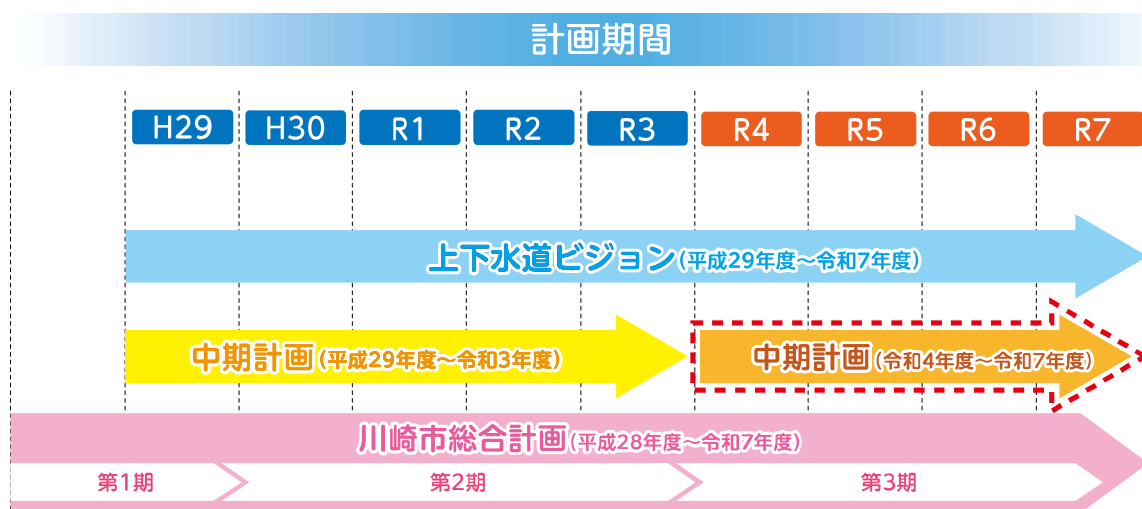 計画期間
H29 H30 R1 R2 R3 R4 R5 R6 R7
上下水道ビジョン(平成29年度~令和7年度)
中期計画(平成29年度~令和3年度) 中期計画(令和4年度~令和7年度)
川崎市総合計画(平成28年度~令和7年度)
第1期 第2期 第3期